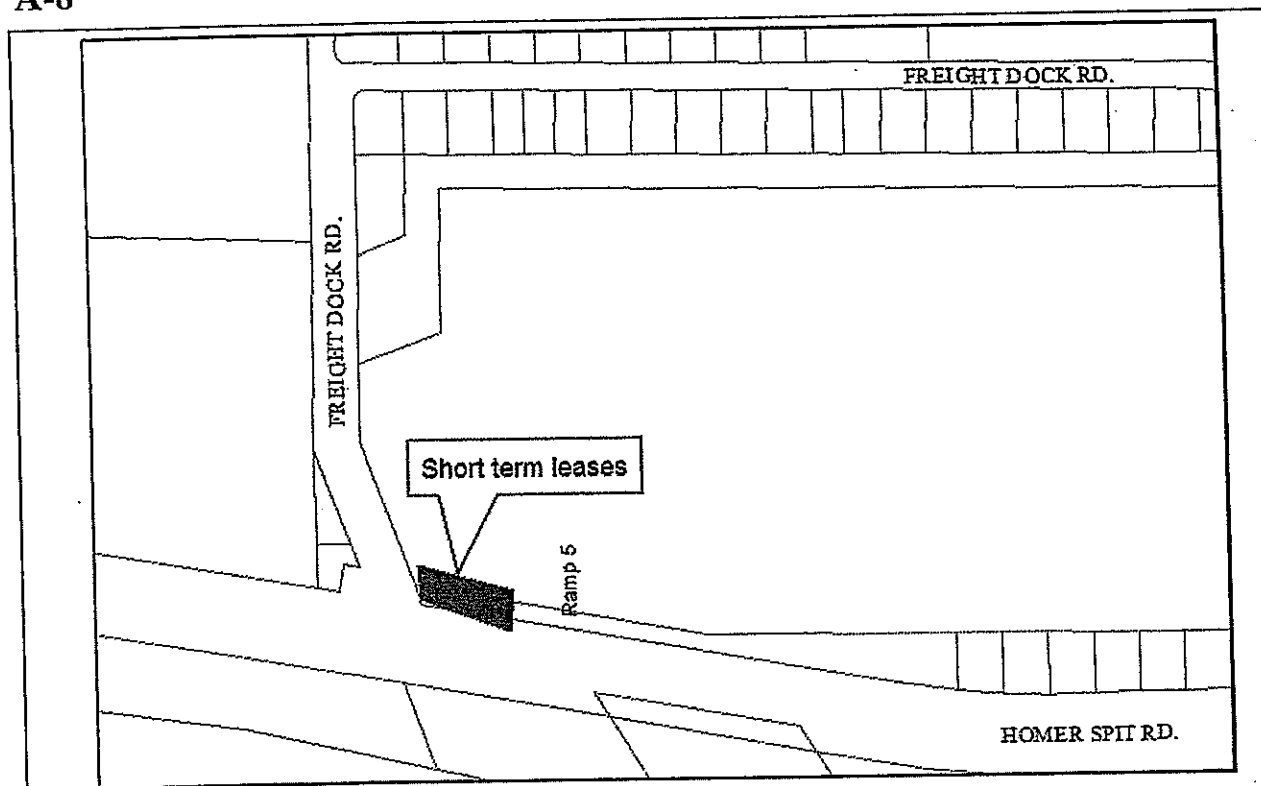 FREIGHT DOCK RD.
FREIGHT DOCK RD.
Short term leases
Ramp 5
HOMER SPIT RD.